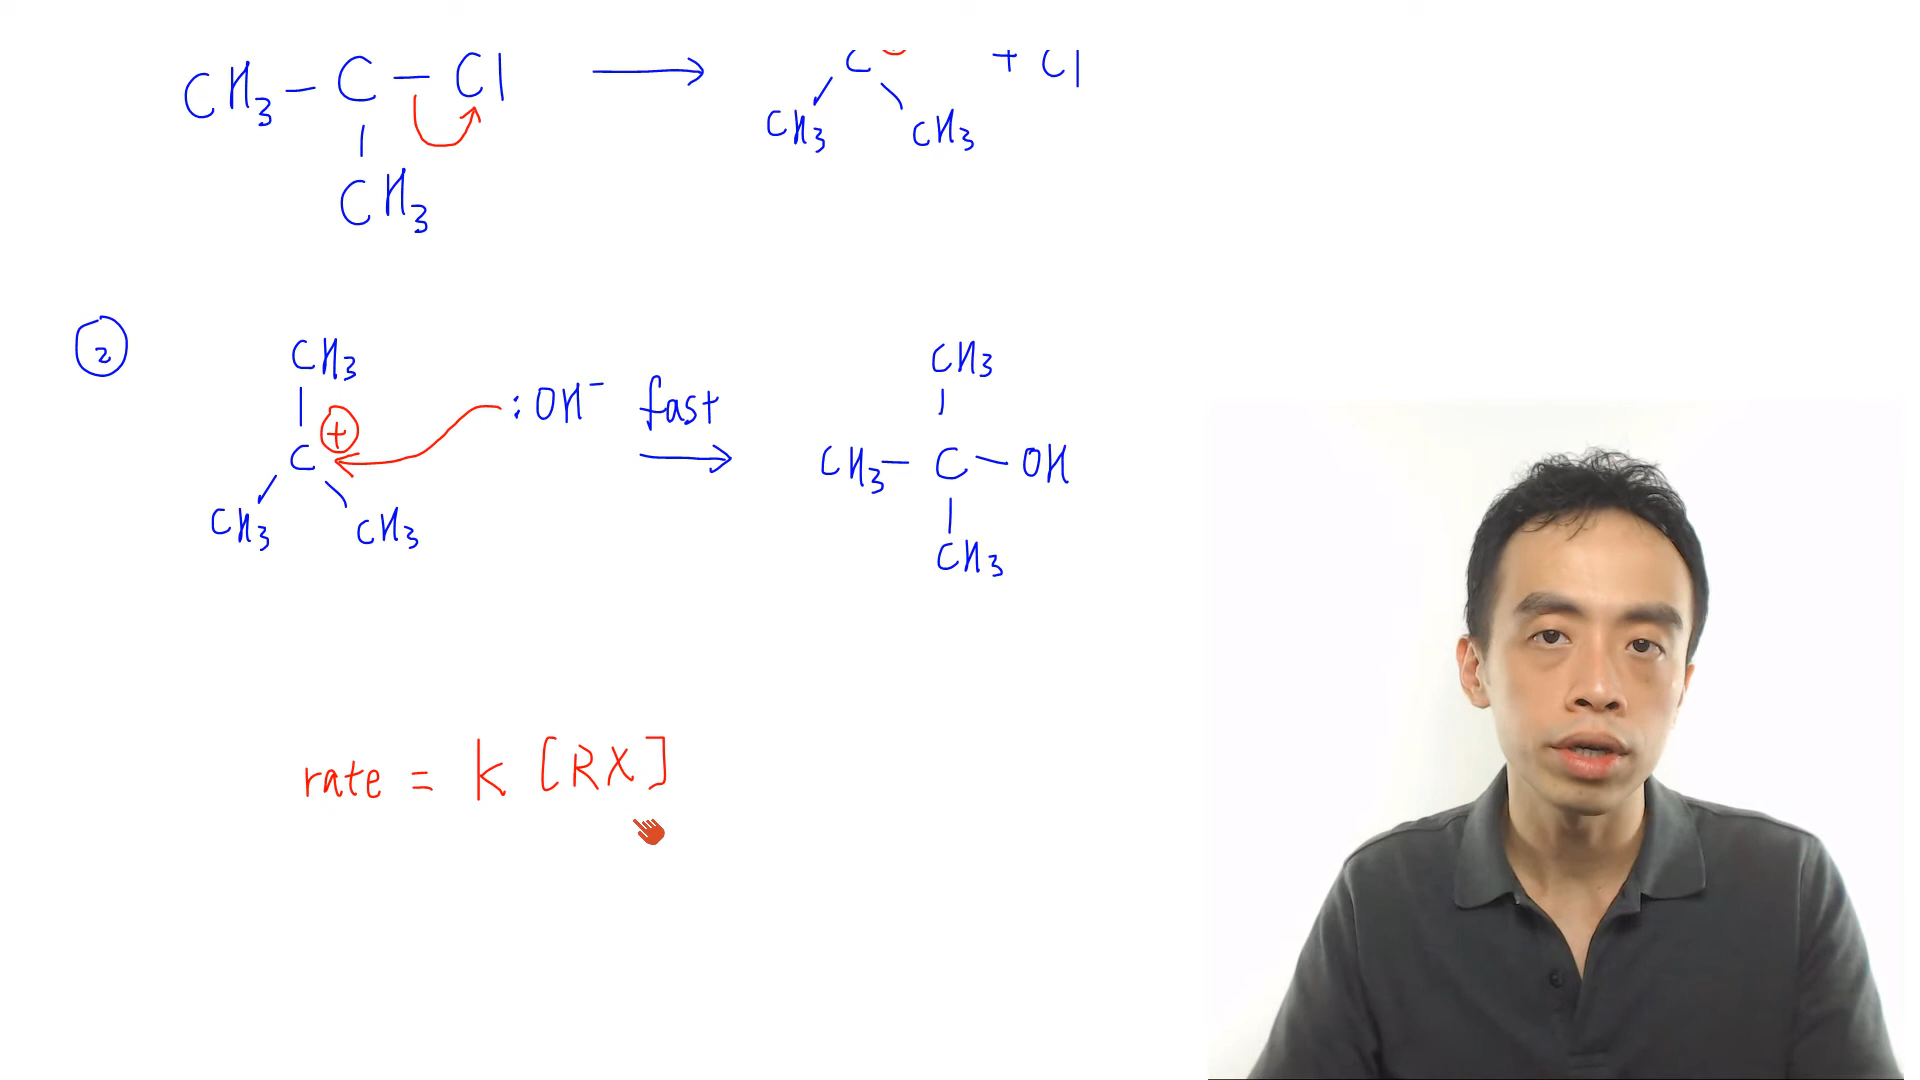 CH3 – C – Cl → C + Cl
CH3 CH3
CH3
②
CH3
C ⊕ :OH⁻ fast →
CH3 CH3
CH3
CH3 – C – OH
CH3
rate = k [RX]